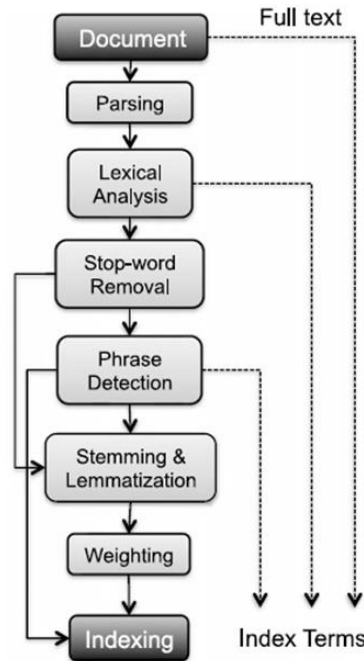 Full text
Document
Parsing
Lexical
Analysis
Stop-word
Removal
Phrase
Detection
Stemming &
Lemmatization
Weighting
Indexing
Index Terms